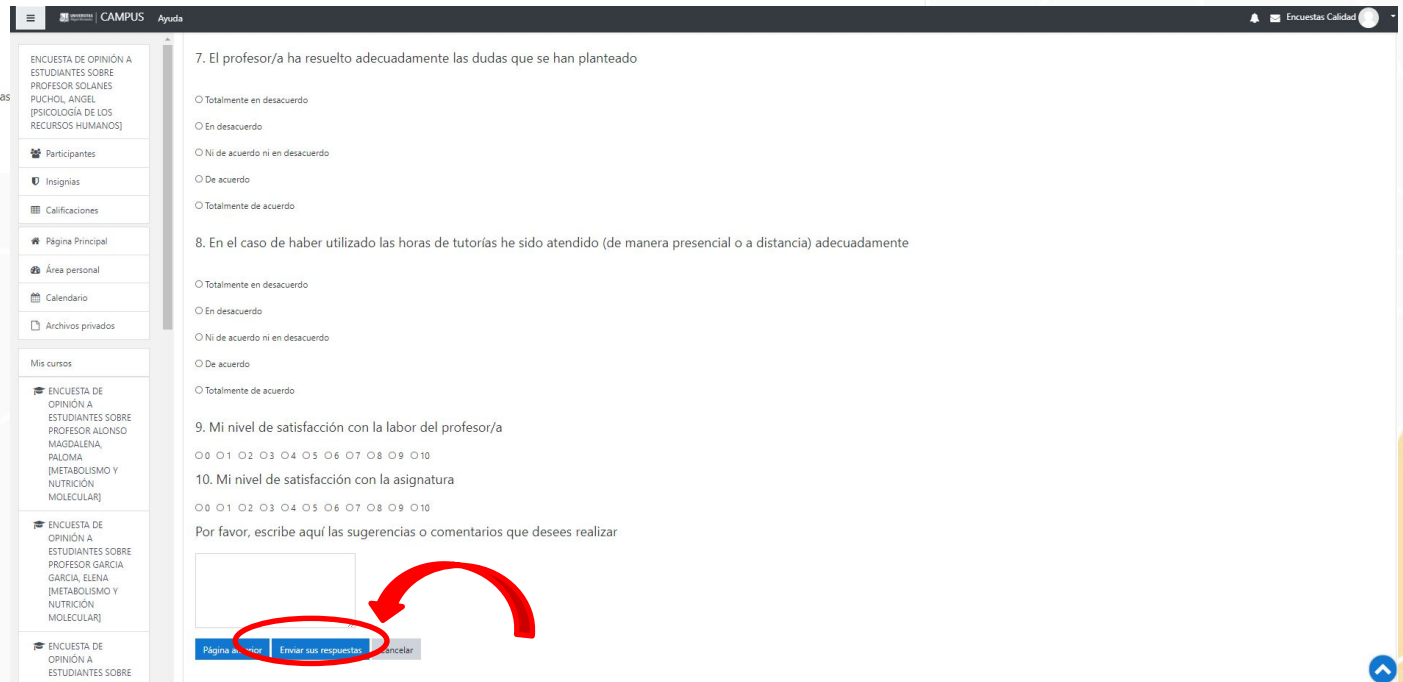 CAMPUS Ayuda
Encuestas Calidad
as
ENCUESTA DE OPINIÓN A
ESTUDIANTES SOBRE
PROFESOR SOLANES
PUCHOL, ANGEL
[PSICOLOGÍA DE LOS
RECURSOS HUMANOS]
Participantes
Insignias
Calificaciones
Página Principal
Área personal
Calendario
Archivos privados
Mis cursos
ENCUESTA DE
OPINIÓN A
ESTUDIANTES SOBRE
PROFESOR ALONSO
MAGDALENA,
PALOMA
[METABOLISMO Y
NUTRICIÓN
MOLECULAR]
ENCUESTA DE
OPINIÓN A
ESTUDIANTES SOBRE
PROFESOR GARCIA
GARCIA, ELENA
[METABOLISMO Y
NUTRICIÓN
MOLECULAR]
ENCUESTA DE
OPINIÓN A
ESTUDIANTES SOBRE
7. El profesor/a ha resuelto adecuadamente las dudas que se han planteado
Totalmente en desacuerdo
En desacuerdo
Ni de acuerdo ni en desacuerdo
De acuerdo
Totalmente de acuerdo
8. En el caso de haber utilizado las horas de tutorías he sido atendido (de manera presencial o a distancia) adecuadamente
Totalmente en desacuerdo
En desacuerdo
Ni de acuerdo ni en desacuerdo
De acuerdo
Totalmente de acuerdo
9. Mi nivel de satisfacción con la labor del profesor/a
0 1 2 3 4 5 6 7 8 9 10
10. Mi nivel de satisfacción con la asignatura
0 1 2 3 4 5 6 7 8 9 10
Por favor, escribe aquí las sugerencias o comentarios que desees realizar
Página anterior Enviar sus respuestas Cancelar